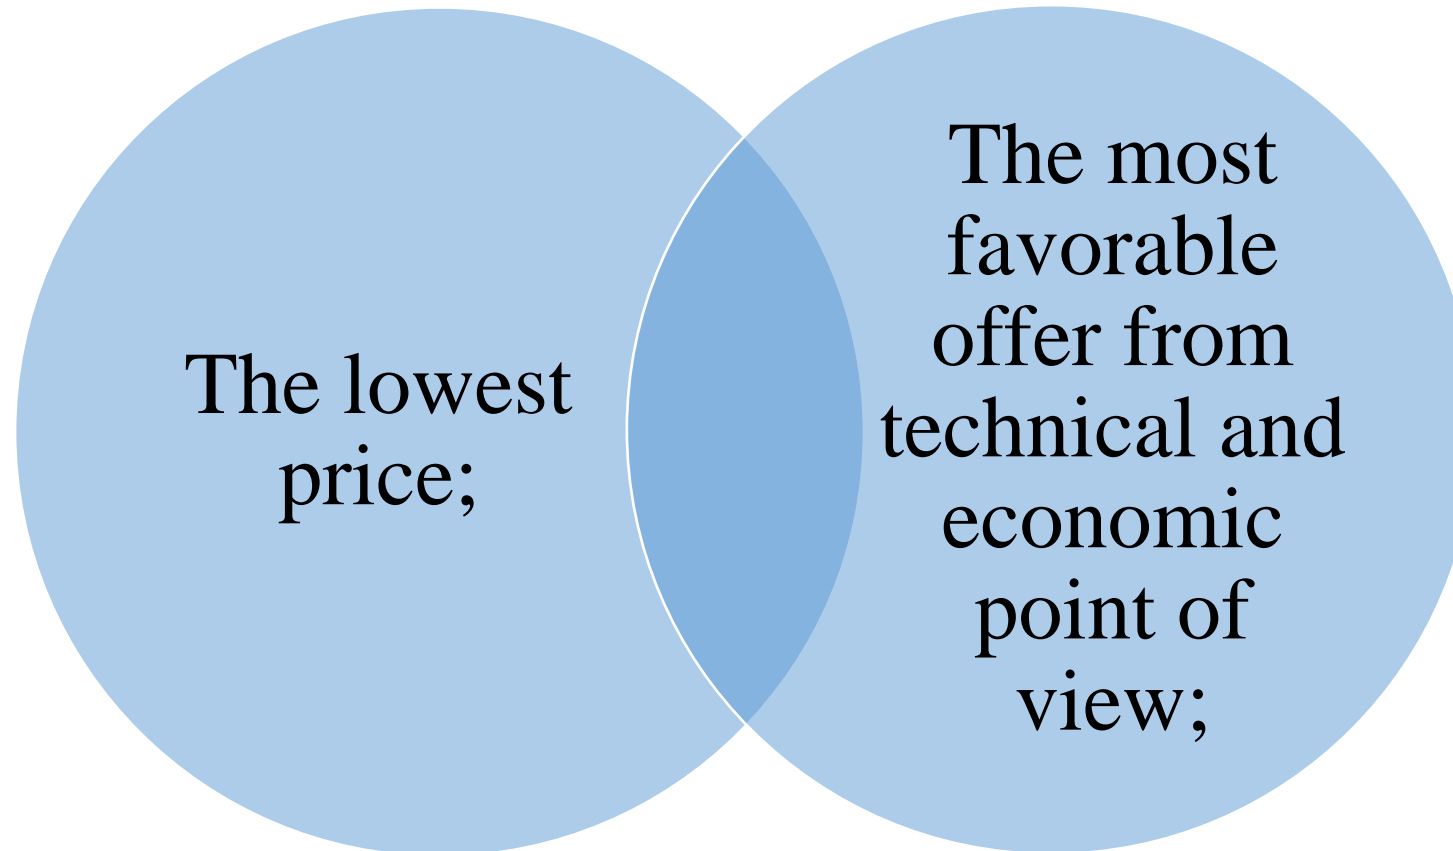 The lowest
price;
The most
favorable
offer from
technical and
economic
point of
view;